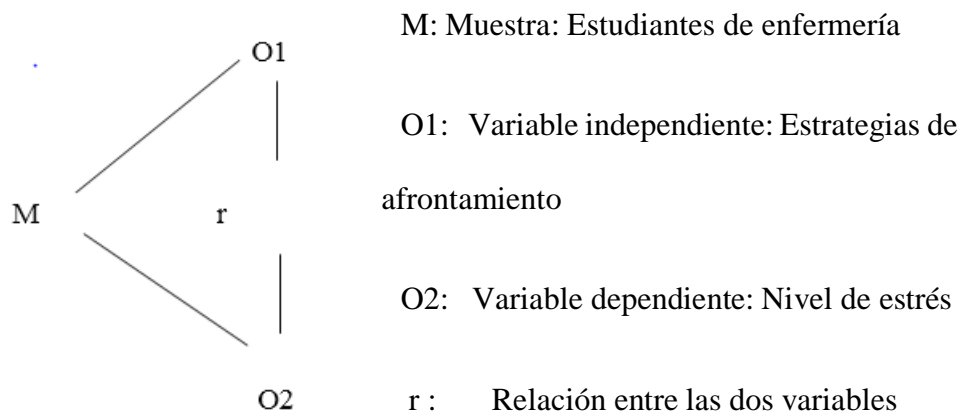 O1
M
r
O2
M: Muestra: Estudiantes de enfermería
O1: Variable independiente: Estrategias de
afrontamiento
O2: Variable dependiente: Nivel de estrés
r : Relación entre las dos variables